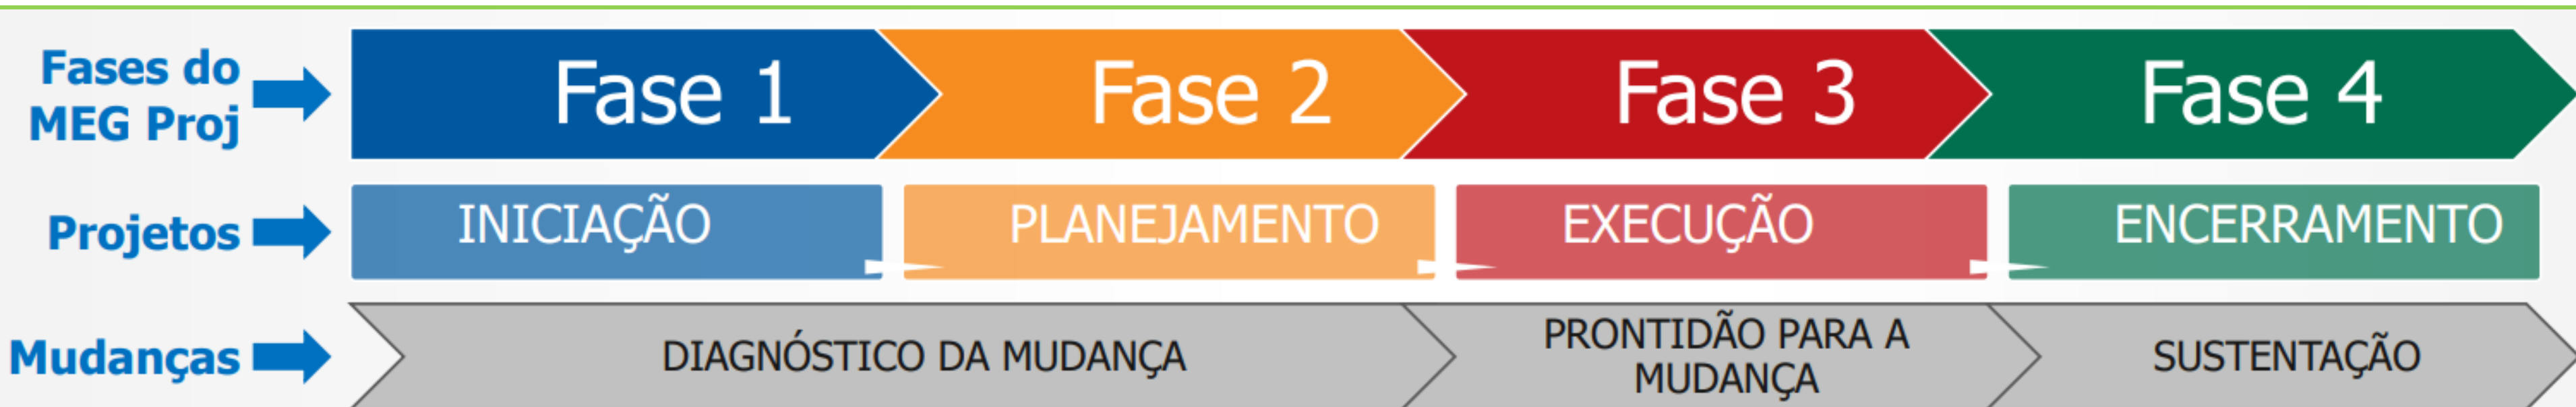 Fases do
MEG Proj
Fase 1
Fase 2
Fase 3
Fase 4
Projetos
INICIAÇÃO
PLANEJAMENTO
EXECUÇÃO
ENCERRAMENTO
Mudanças
DIAGNÓSTICO DA MUDANÇA
PRONTIDÃO PARA A
MUDANÇA
SUSTENTAÇÃO